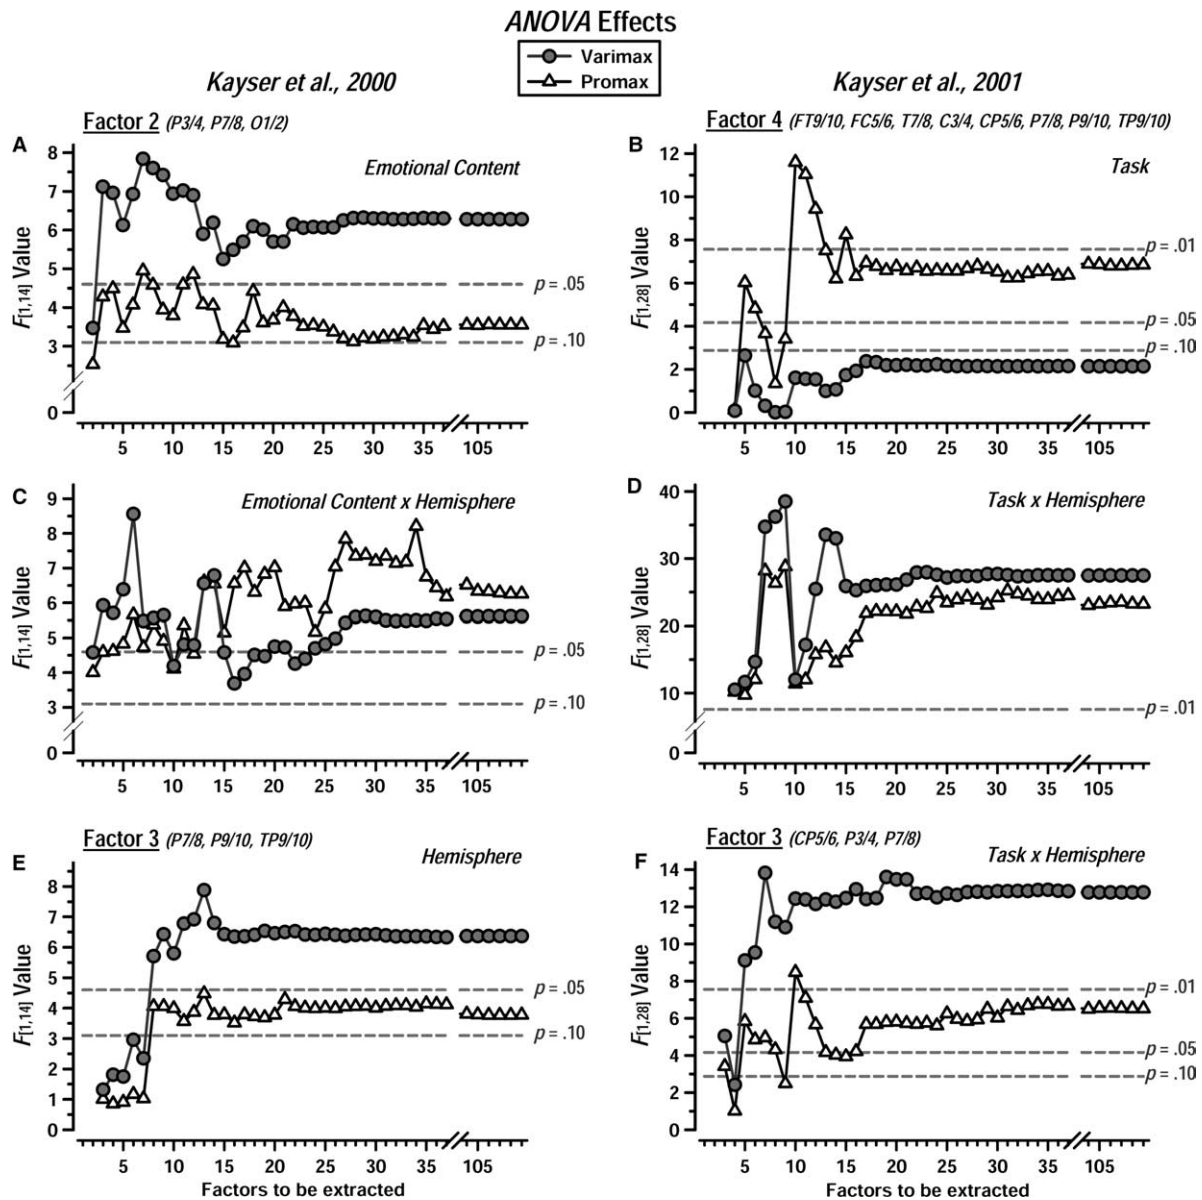 ANOVA Effects
Varimax
Promax
Kayser et al., 2000
Kayser et al., 2001
Factor 2 (P3/4, P7/8, O1/2)
A
Emotional Content
8
7
6
5
4
3
0
F[1,14] Value
p = .05
p = .10
5 10 15 20 25 30 35 105
Factor 4 (FT9/10, FC5/6, T7/8, C3/4, CP5/6, P7/8, P9/10, TP9/10)
B
Task
12
10
8
6
4
2
0
F[1,28] Value
p = .01
p = .05
p = .10
5 10 15 20 25 30 35 105
C
Emotional Content x Hemisphere
9
8
7
6
5
4
3
0
F[1,14] Value
p = .05
p = .10
5 10 15 20 25 30 35 105
D
Task x Hemisphere
40
30
20
10
0
F[1,28] Value
p = .01
5 10 15 20 25 30 35 105
Factor 3 (P7/8, P9/10, TP9/10)
E
Hemisphere
8
7
6
5
4
3
2
1
0
F[1,14] Value
p = .05
p = .10
5 10 15 20 25 30 35 105
Factors to be extracted
Factor 3 (CP5/6, P3/4, P7/8)
F
Task x Hemisphere
14
12
10
8
6
4
2
0
F[1,28] Value
p = .01
p = .05
p = .10
5 10 15 20 25 30 35 105
Factors to be extracted